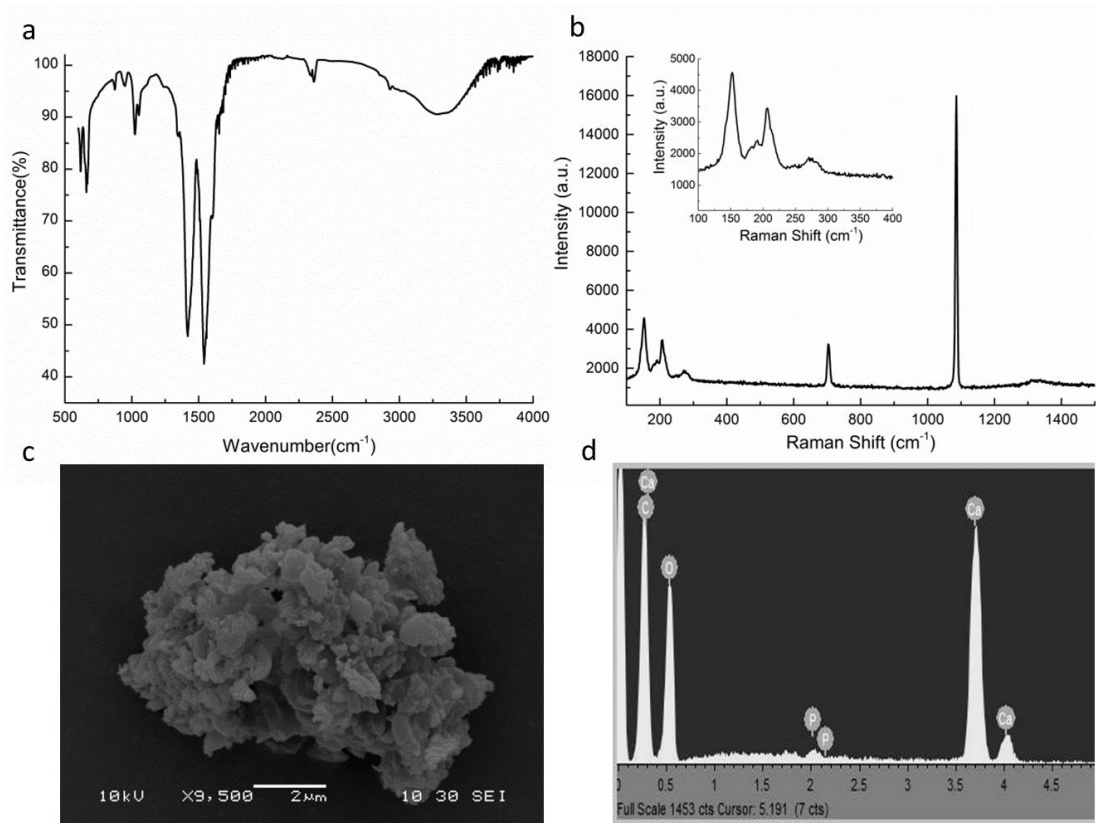 a
100
90
80
70
60
50
40
Transmittance(%)
500 1000 1500 2000 2500 3000 3500 4000
Wavenumber(cm-1)
b
18000
16000
14000
12000
10000
8000
6000
4000
2000
Intensity (a.u.)
200 400 600 800 1000 1200 1400
Raman Shift (cm-1)
5000
4000
3000
2000
1000
Intensity (a.u.)
100 150 200 250 300 350 400
Raman Shift (cm-1)
c
10kV X9,500 2μm 10 30 SEI
d
Ca
C
O
P
P
Ca
Ca
0 0.5 1 1.5 2 2.5 3 3.5 4 4.5
Full Scale 1453 cts Cursor: 5.191 (7 cts)